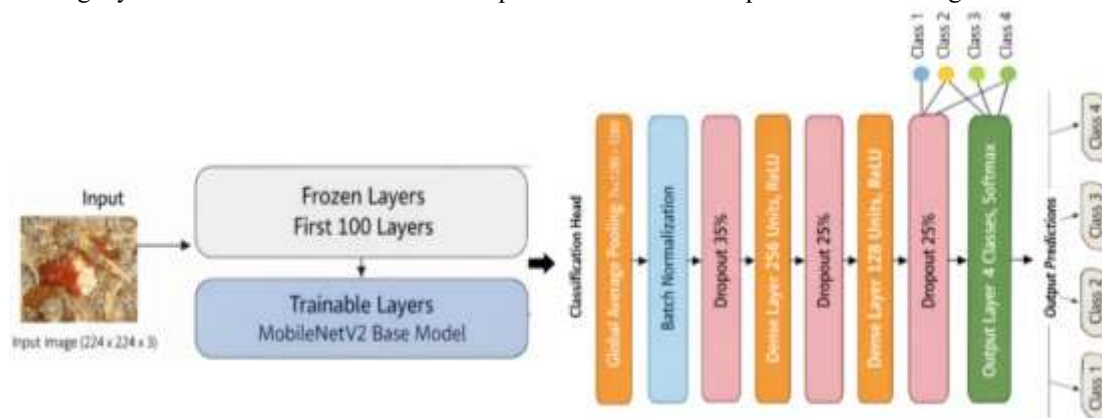 Class 1
Class 2
Class 3
Class 4
Input
Input image (224 x 224 x 3)
Frozen Layers
First 100 Layers
Trainable Layers
MobileNetV2 Base Model
Classification Head
Global Average Pooling
Batch Normalization
Dropout 35%
Dense Layer 256 Units, ReLU
Dropout 25%
Dense Layer 128 Units, ReLU
Dropout 25%
Output Layer 4 Classes, Softmax
Output Predictions
Class 4
Class 3
Class 2
Class 1